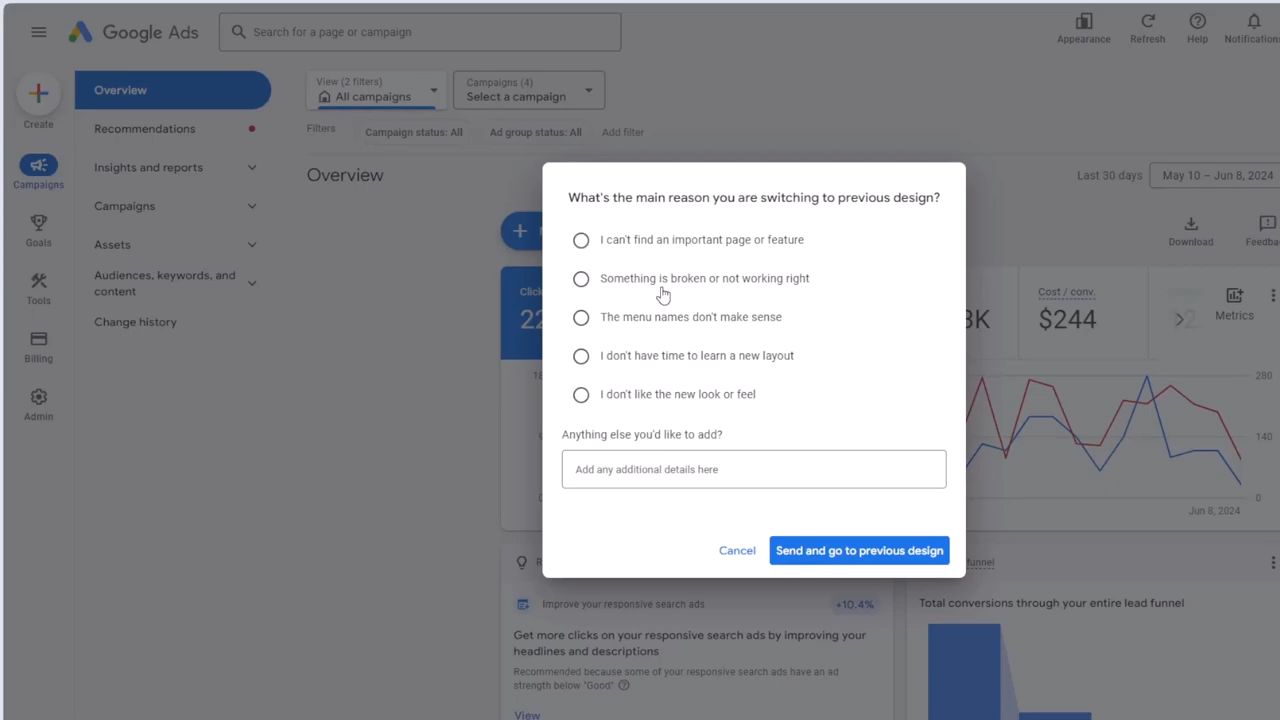 Google Ads
Search for a page or campaign
Appearance
Refresh
Help
Notification
Create
Campaigns
Goals
Tools
Billing
Admin
Overview
Recommendations
Insights and reports
Campaigns
Assets
Audiences, keywords, and
content
Change history
View (2 filters)
All campaigns
Campaigns (4)
Select a campaign
Filters
Campaign status: All
Ad group status: All
Add filter
Overview
Last 30 days
May 10 – Jun 8, 2024
Download
Feedba
What's the main reason you are switching to previous design?
I can't find an important page or feature
Something is broken or not working right
The menu names don't make sense
I don't have time to learn a new layout
I don't like the new look or feel
Anything else you'd like to add?
Add any additional details here
Cancel
Send and go to previous design
Click
22
3K
Cost / conv.
$244
Metrics
280
140
0
Jun 8, 2024
funnel
Improve your responsive search ads
+10.4%
Get more clicks on your responsive search ads by improving your
headlines and descriptions
Recommended because some of your responsive search ads have an ad
strength below "Good"
View
Total conversions through your entire lead funnel